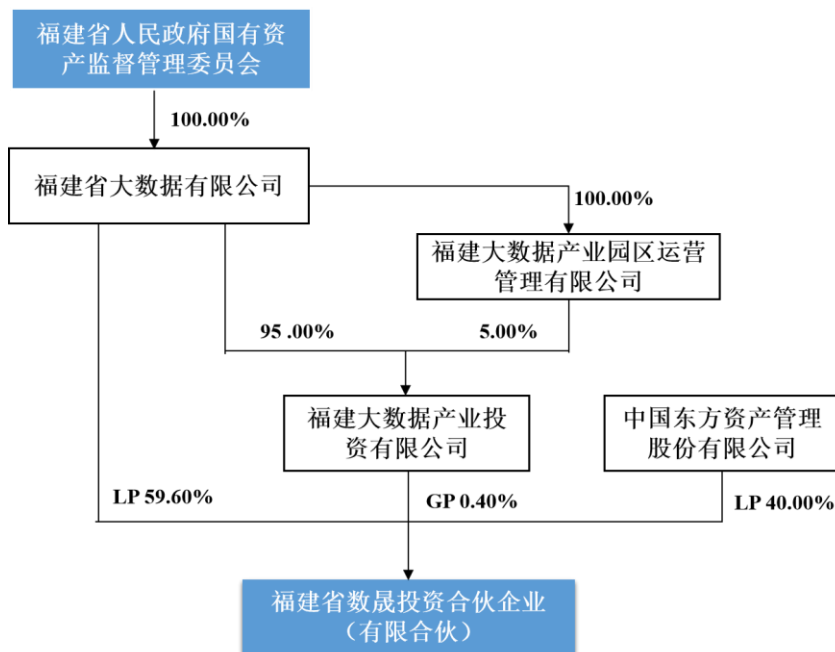 福建省人民政府国有资
产监督管理委员会
100.00%
福建省大数据有限公司
100.00%
福建大数据产业园区运营
管理有限公司
95 .00%
5.00%
福建大数据产业投
资有限公司
中国东方资产管理
股份有限公司
LP 59.60%
GP 0.40%
LP 40.00%
福建省数晟投资合伙企业
（有限合伙）